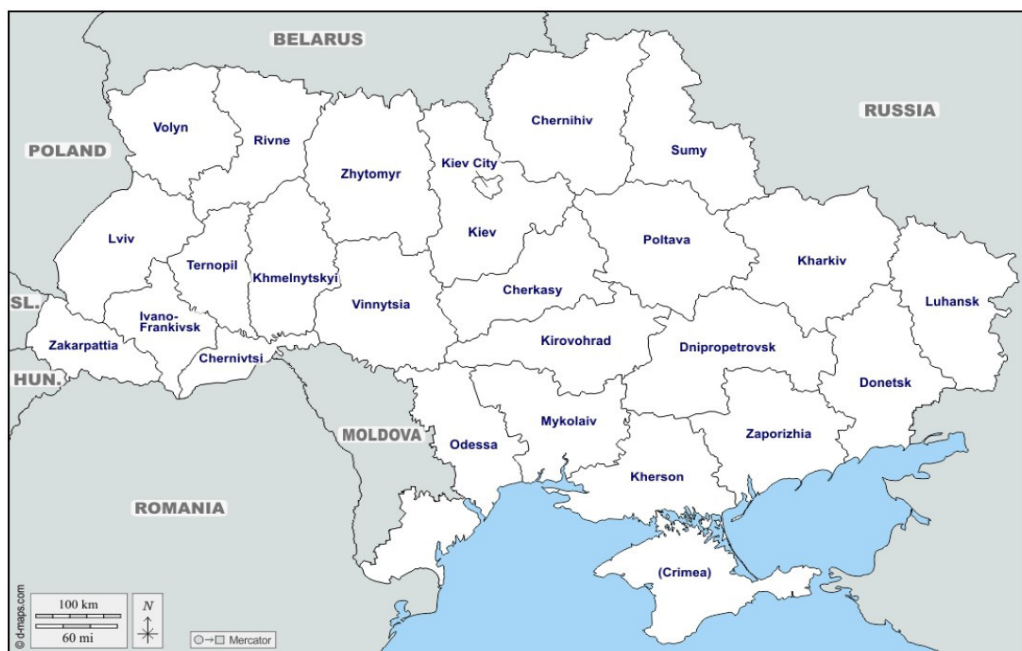 BELARUS
RUSSIA
POLAND
Volyn
Rivne
Zhytomyr
Kiev City
Chernihiv
Sumy
Lviv
Ternopil
Khmelnytskyi
Kiev
Poltava
Kharkiv
Vinnytsia
Cherkasy
Luhansk
SL.
Ivano-
Frankivsk
Zakarpattia
Chernivtsi
Kirovohrad
Dnipropetrovsk
Donetsk
HUN.
MOLDOVA
Odessa
Mykolaiv
Zaporizhia
Kherson
ROMANIA
(Crimea)
© d-maps.com
100 km
60 mi
N
Mercator